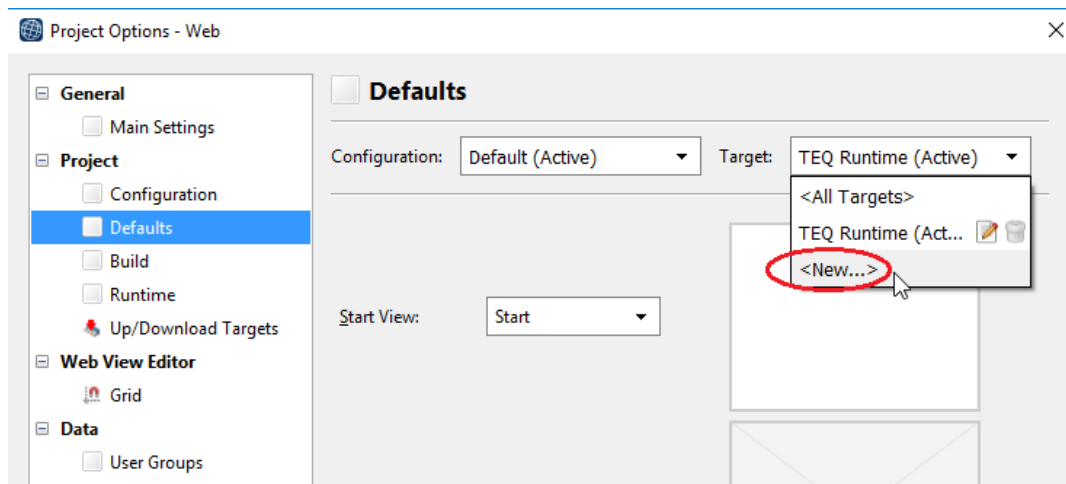 Project Options - Web
General
Main Settings
Project
Configuration
Defaults
Build
Runtime
Up/Download Targets
Web View Editor
Grid
Data
User Groups
Defaults
Configuration: Default (Active) Target: TEQ Runtime (Active)
<All Targets>
TEQ Runtime (Act...
<New...>
Start View: Start